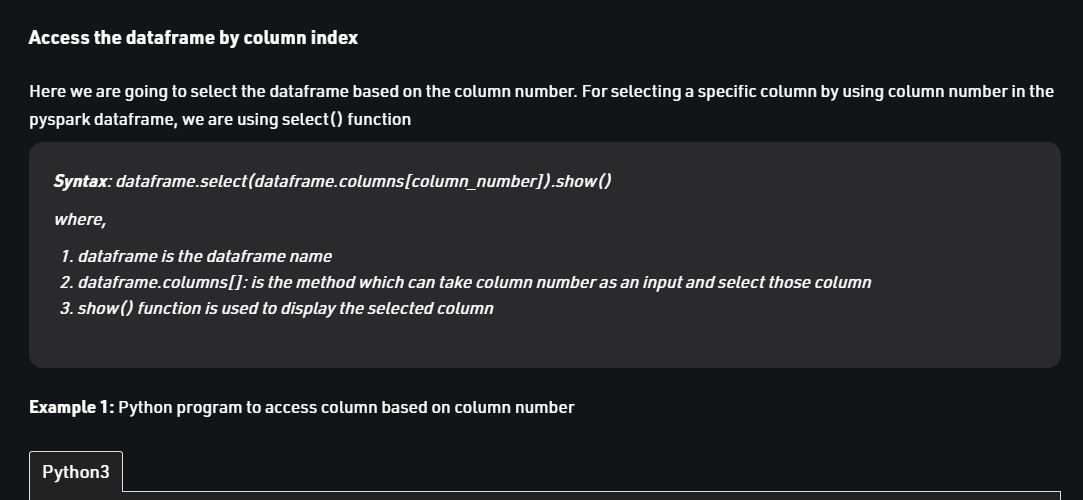 Access the dataframe by column index
Here we are going to select the dataframe based on the column number. For selecting a specific column by using column number in the
pyspark dataframe, we are using select() function
Syntax: dataframe.select(dataframe.columns[column_number]).show()
where,
1. dataframe is the dataframe name
2. dataframe.columns[]: is the method which can take column number as an input and select those column
3. show() function is used to display the selected column
Example 1: Python program to access column based on column number
Python3